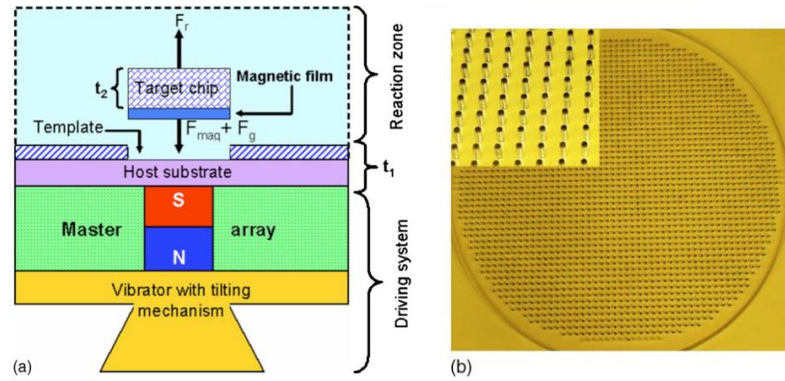 Fr
t2
Target chip
Magnetic film
Template
Fmag + Fg
Host substrate
t1
S
Master
array
N
Vibrator with tilting
mechanism
Reaction zone
Driving system
(a)
(b)